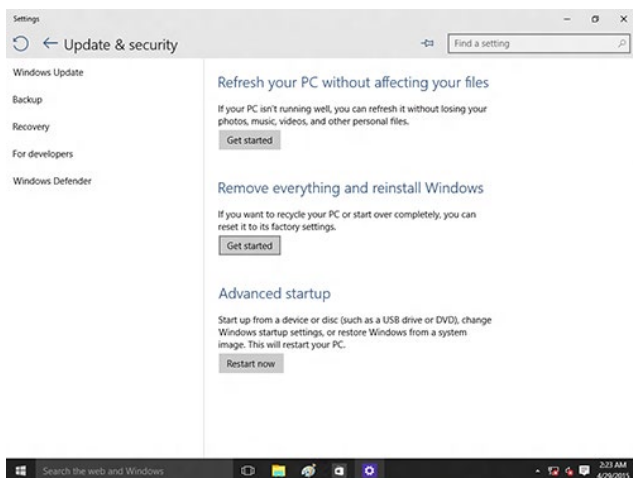 Settings
Update & security
Find a setting
Windows Update
Backup
Recovery
For developers
Windows Defender
Refresh your PC without affecting your files
If your PC isn't running well, you can refresh it without losing your
photos, music, videos, and other personal files.
Get started
Remove everything and reinstall Windows
If you want to recycle your PC or start over completely, you can
reset it to its factory settings.
Get started
Advanced startup
Start up from a device or disc (such as a USB drive or DVD), change
Windows startup settings, or restore Windows from a system
image. This will restart your PC.
Restart now
Search the web and Windows
2:23 AM
4/29/2015